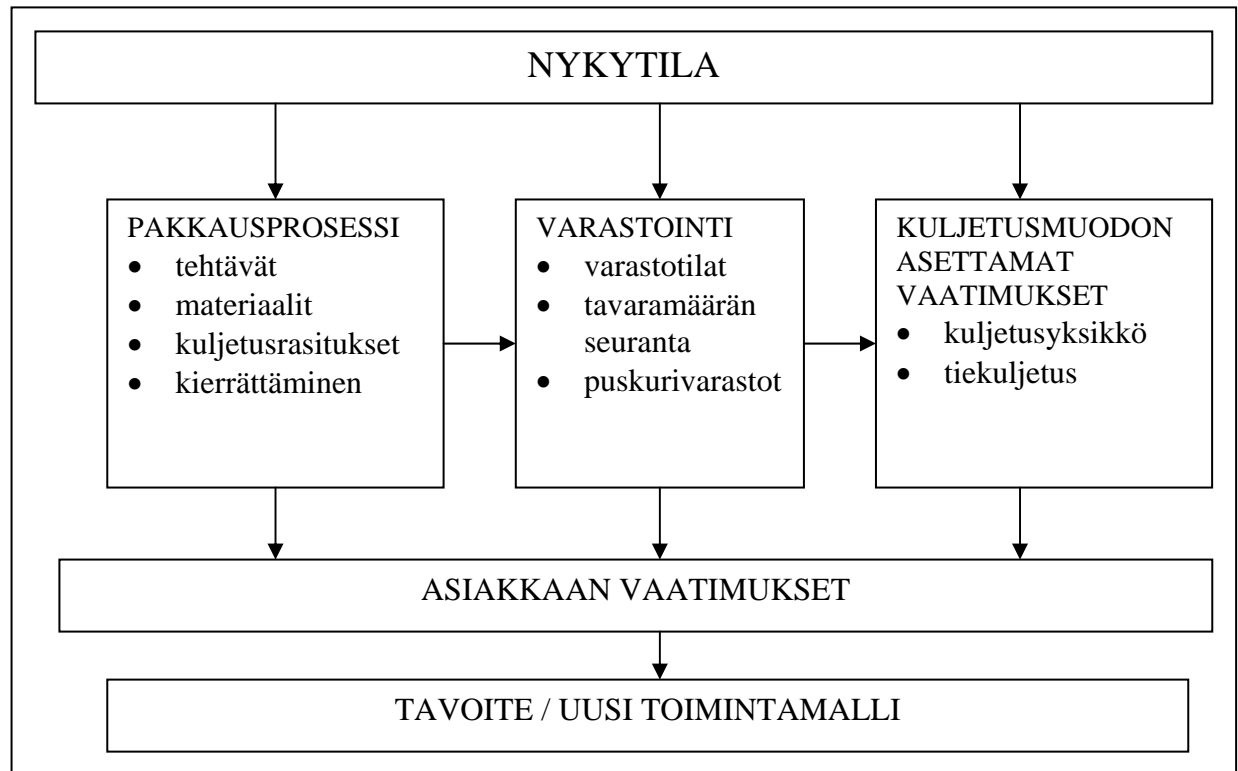 NYKYTILA
PAKKAUSPROSESSI
• tehtävät
• materiaalit
• kuljetusrasitukset
• kierrättäminen
VARASTOINTI
• varastotilat
• tavaramäärän
seuranta
• puskurivarastot
KULJETUSMUODON
ASETTAMAT
VAATIMUKSET
• kuljetusyksikkö
• tiekuljetus
ASIAKKAAN VAATIMUKSET
TAVOITE / UUSI TOIMINTAMALLI